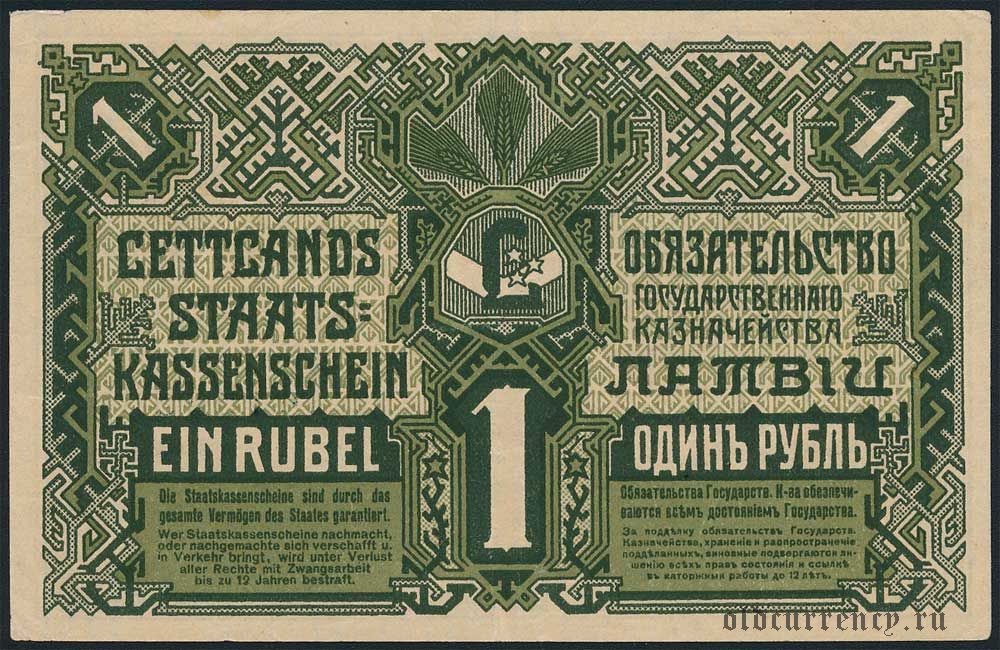 1
1
LETTLANDS
STAATS=
KASSENSCHEIN
EIN RUBEL
Die Staatskassenscheine sind durch das
gesamte Vermögen des Staates garantiert.
Wer Staatskassenscheine nachmacht,
oder nachgemachte sich verschafft u.
in Verkehr bringt, wird unter Verlust
aller Rechte mit Zwangsarbeit
bis zu 12 Jahren bestraft.
L
1
ОБЯЗАТЕЛЬСТВО
ГОСУДАРСТВЕННАГО
КАЗНАЧЕЙСТВА
ЛАТВІИ
ОДИНЪ РУБЛЬ
Обязательства Государств. К-ва обезпечи-
ваются всѣмъ достояніемъ Государства.
За поддѣлку обязательствъ Государств.
Казначейства, храненіе и распространеніе
поддѣланныхъ, виновные подвергаются ли-
шенію всѣхъ правъ состоянія и ссылкѣ
въ каторжныя работы до 12 лѣтъ.
oldcurrency.ru